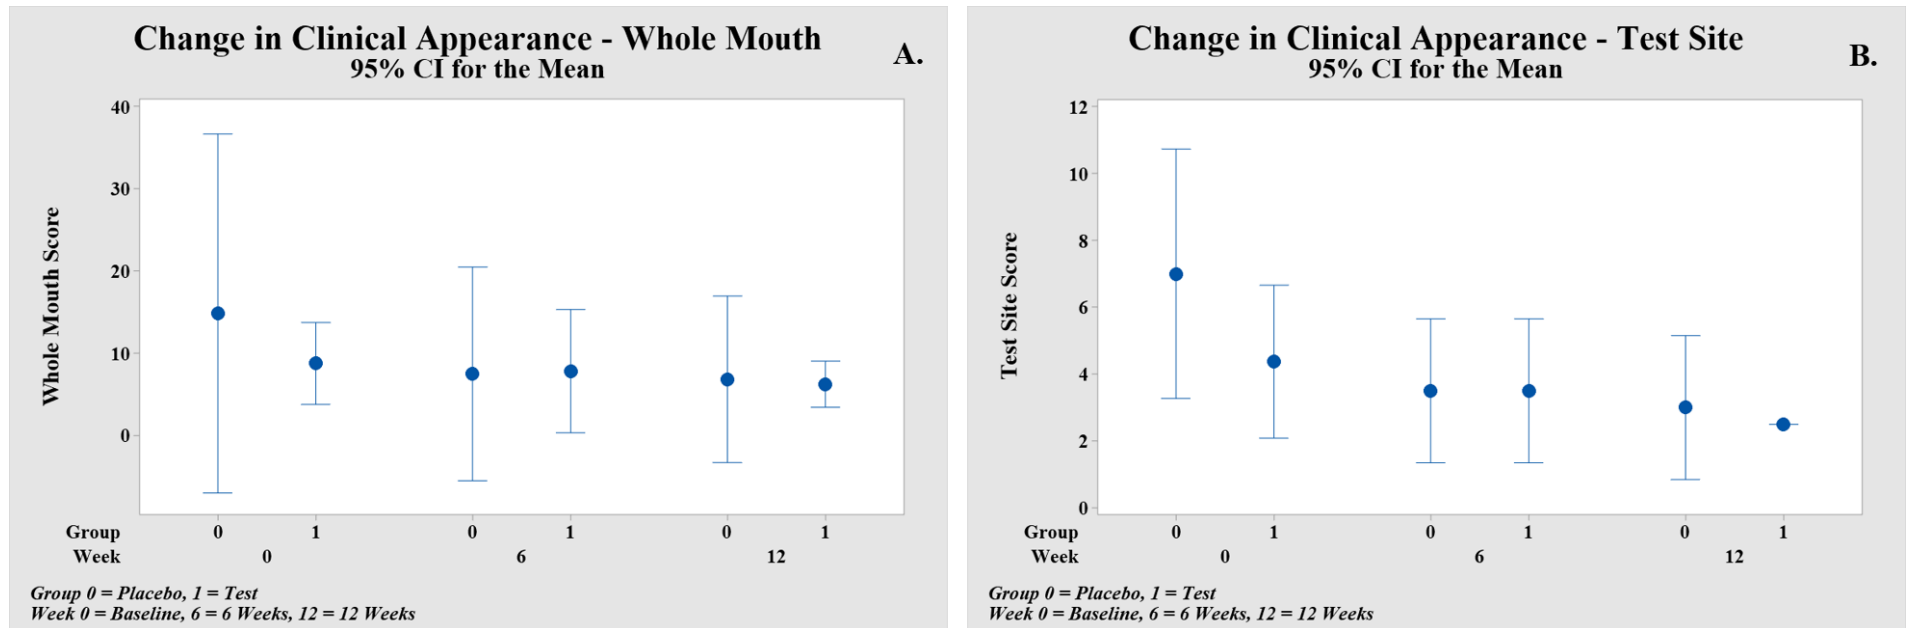 Change in Clinical Appearance - Whole Mouth
95% CI for the Mean
A.
Whole Mouth Score
40
30
20
10
0
Group 0 1 0 1 0 1
Week 0 6 12
Group 0 = Placebo, 1 = Test
Week 0 = Baseline, 6 = 6 Weeks, 12 = 12 Weeks
Change in Clinical Appearance - Test Site
95% CI for the Mean
B.
Test Site Score
12
10
8
6
4
2
0
Group 0 1 0 1 0 1
Week 0 6 12
Group 0 = Placebo, 1 = Test
Week 0 = Baseline, 6 = 6 Weeks, 12 = 12 Weeks